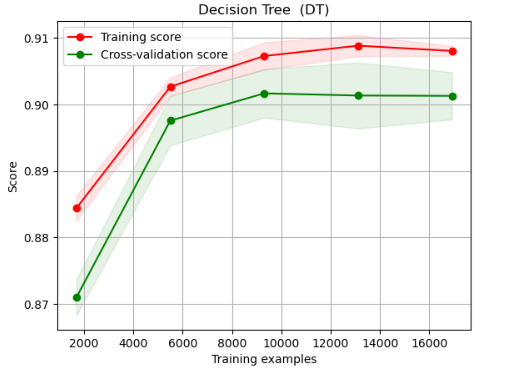 Decision Tree  (DT)
Training score
Cross-validation score
0.91
0.90
0.89
0.88
0.87
Score
2000 4000 6000 8000 10000 12000 14000 16000
Training examples